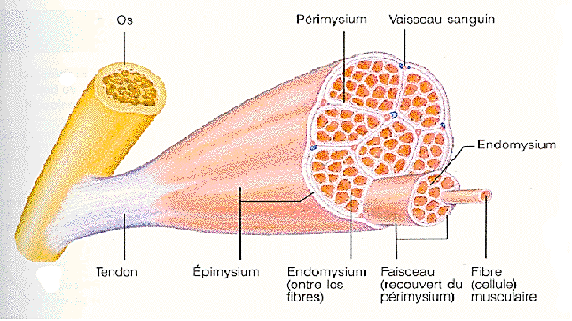 Os
Périmysium
Vaisseau sanguin
Endomysium
Tendon
Épimysium
Endomysium
(entre les
fibres)
Faisceau
(recouvert du
périmysium)
Fibre
(cellule)
musculaire